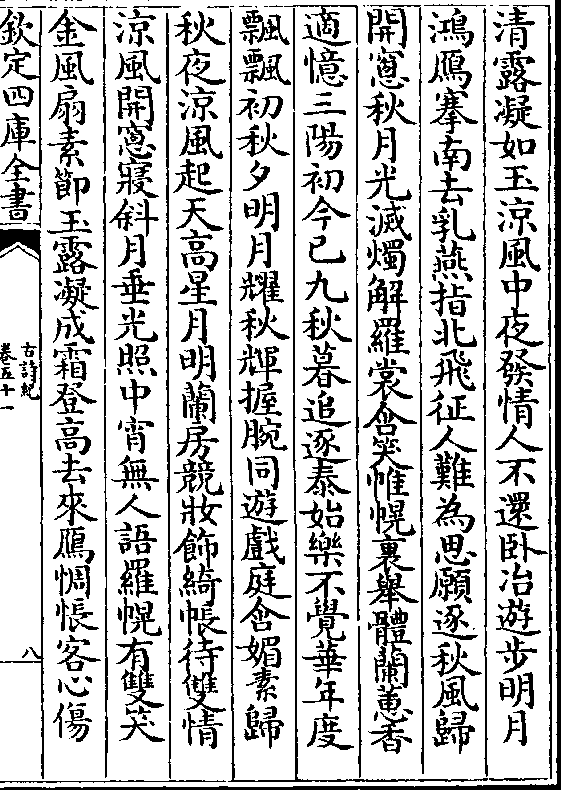 清露凝如玉涼風中夜發情人不還卧冶遊步明月
鴻鴈搴南去乳燕指北飛征人難為思願逐秋風歸
開窻秋月光滅燭解羅裳含笑帷幌裏舉體蘭蕙香
適憶三陽初今已九秋暮追逐泰始樂不覺華年度
飄飄初秋夕明月耀秋輝握腕同遊戲庭含媚素歸
秋夜涼風起天高星月明蘭房競妝飾綺帳待雙情
涼風開窻寢斜月垂光照中宵無人語羅幌有雙笑
金風扇素節玉露凝成霜登高去來鴈惆悵客心傷
欽定四庫全書
古詩紀
卷五十一
八